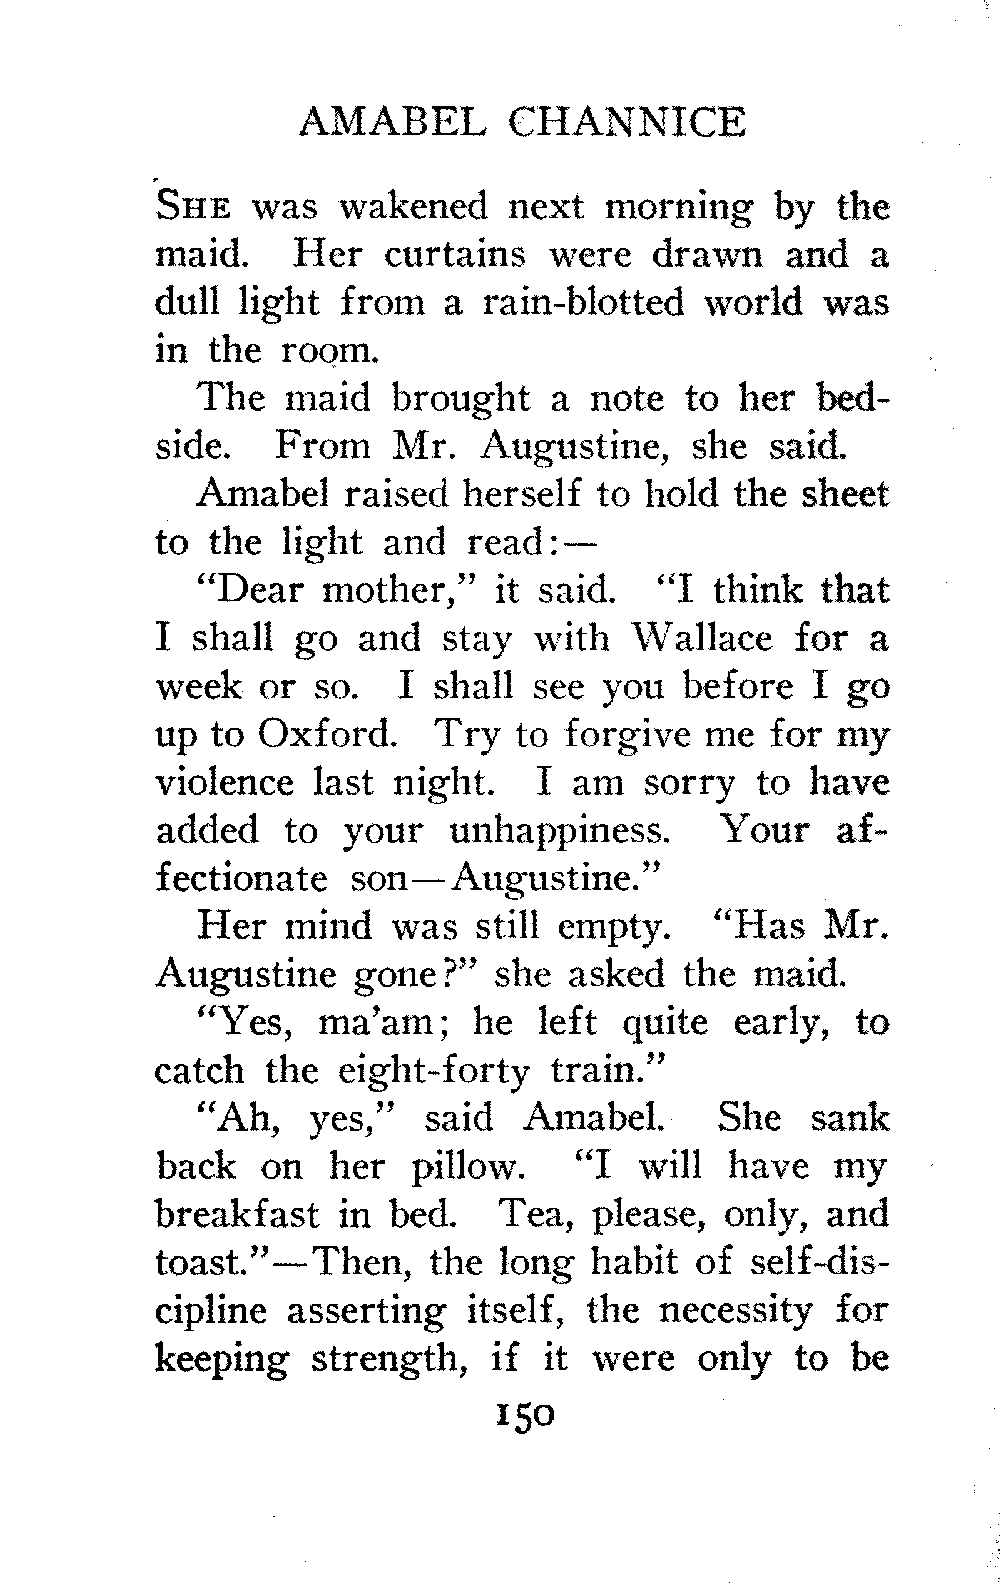 AMABEL CHANNICE
SHE was wakened next morning by the
maid. Her curtains were drawn and a
dull light from a rain-blotted world was
in the room.
The maid brought a note to her bed-
side. From Mr. Augustine, she said.
Amabel raised herself to hold the sheet
to the light and read:—
“Dear mother,” it said. “I think that
I shall go and stay with Wallace for a
week or so. I shall see you before I go
up to Oxford. Try to forgive me for my
violence last night. I am sorry to have
added to your unhappiness. Your af-
fectionate son—Augustine.”
Her mind was still empty. “Has Mr.
Augustine gone?” she asked the maid.
“Yes, ma’am; he left quite early, to
catch the eight-forty train.”
“Ah, yes,” said Amabel. She sank
back on her pillow. “I will have my
breakfast in bed. Tea, please, only, and
toast.”—Then, the long habit of self-dis-
cipline asserting itself, the necessity for
keeping strength, if it were only to be
150